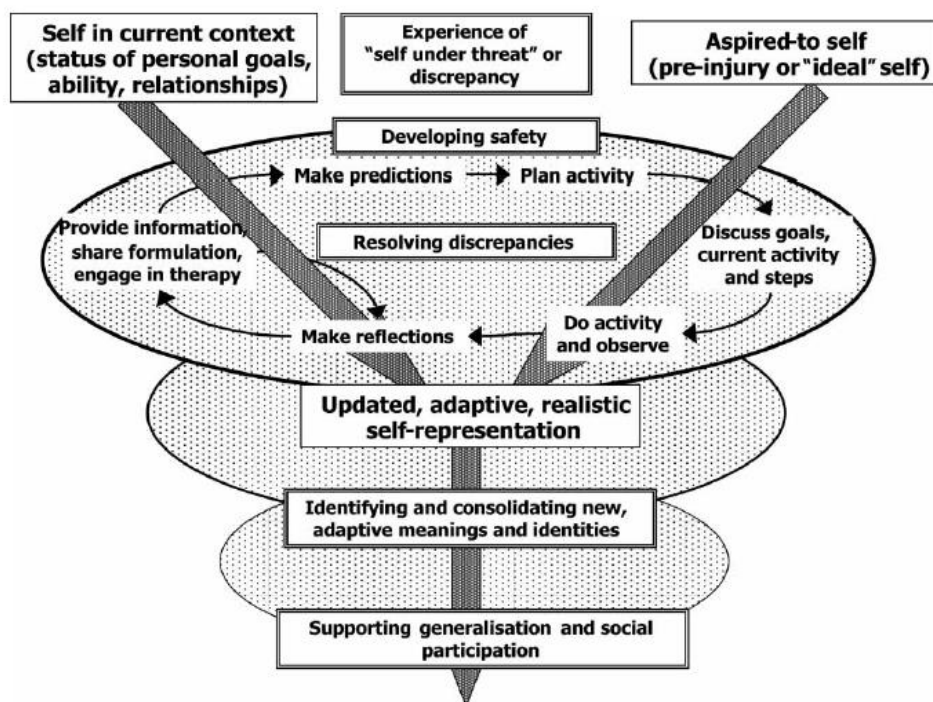 Self in current context
(status of personal goals,
ability, relationships)
Experience of
“self under threat” or
discrepancy
Aspired-to self
(pre-injury or “ideal” self)
Developing safety
Make predictions
Plan activity
Provide information,
share formulation,
engage in therapy
Resolving discrepancies
Discuss goals,
current activity
and steps
Make reflections
Do activity
and observe
Updated, adaptive, realistic
self-representation
Identifying and consolidating new,
adaptive meanings and identities
Supporting generalisation and social
participation